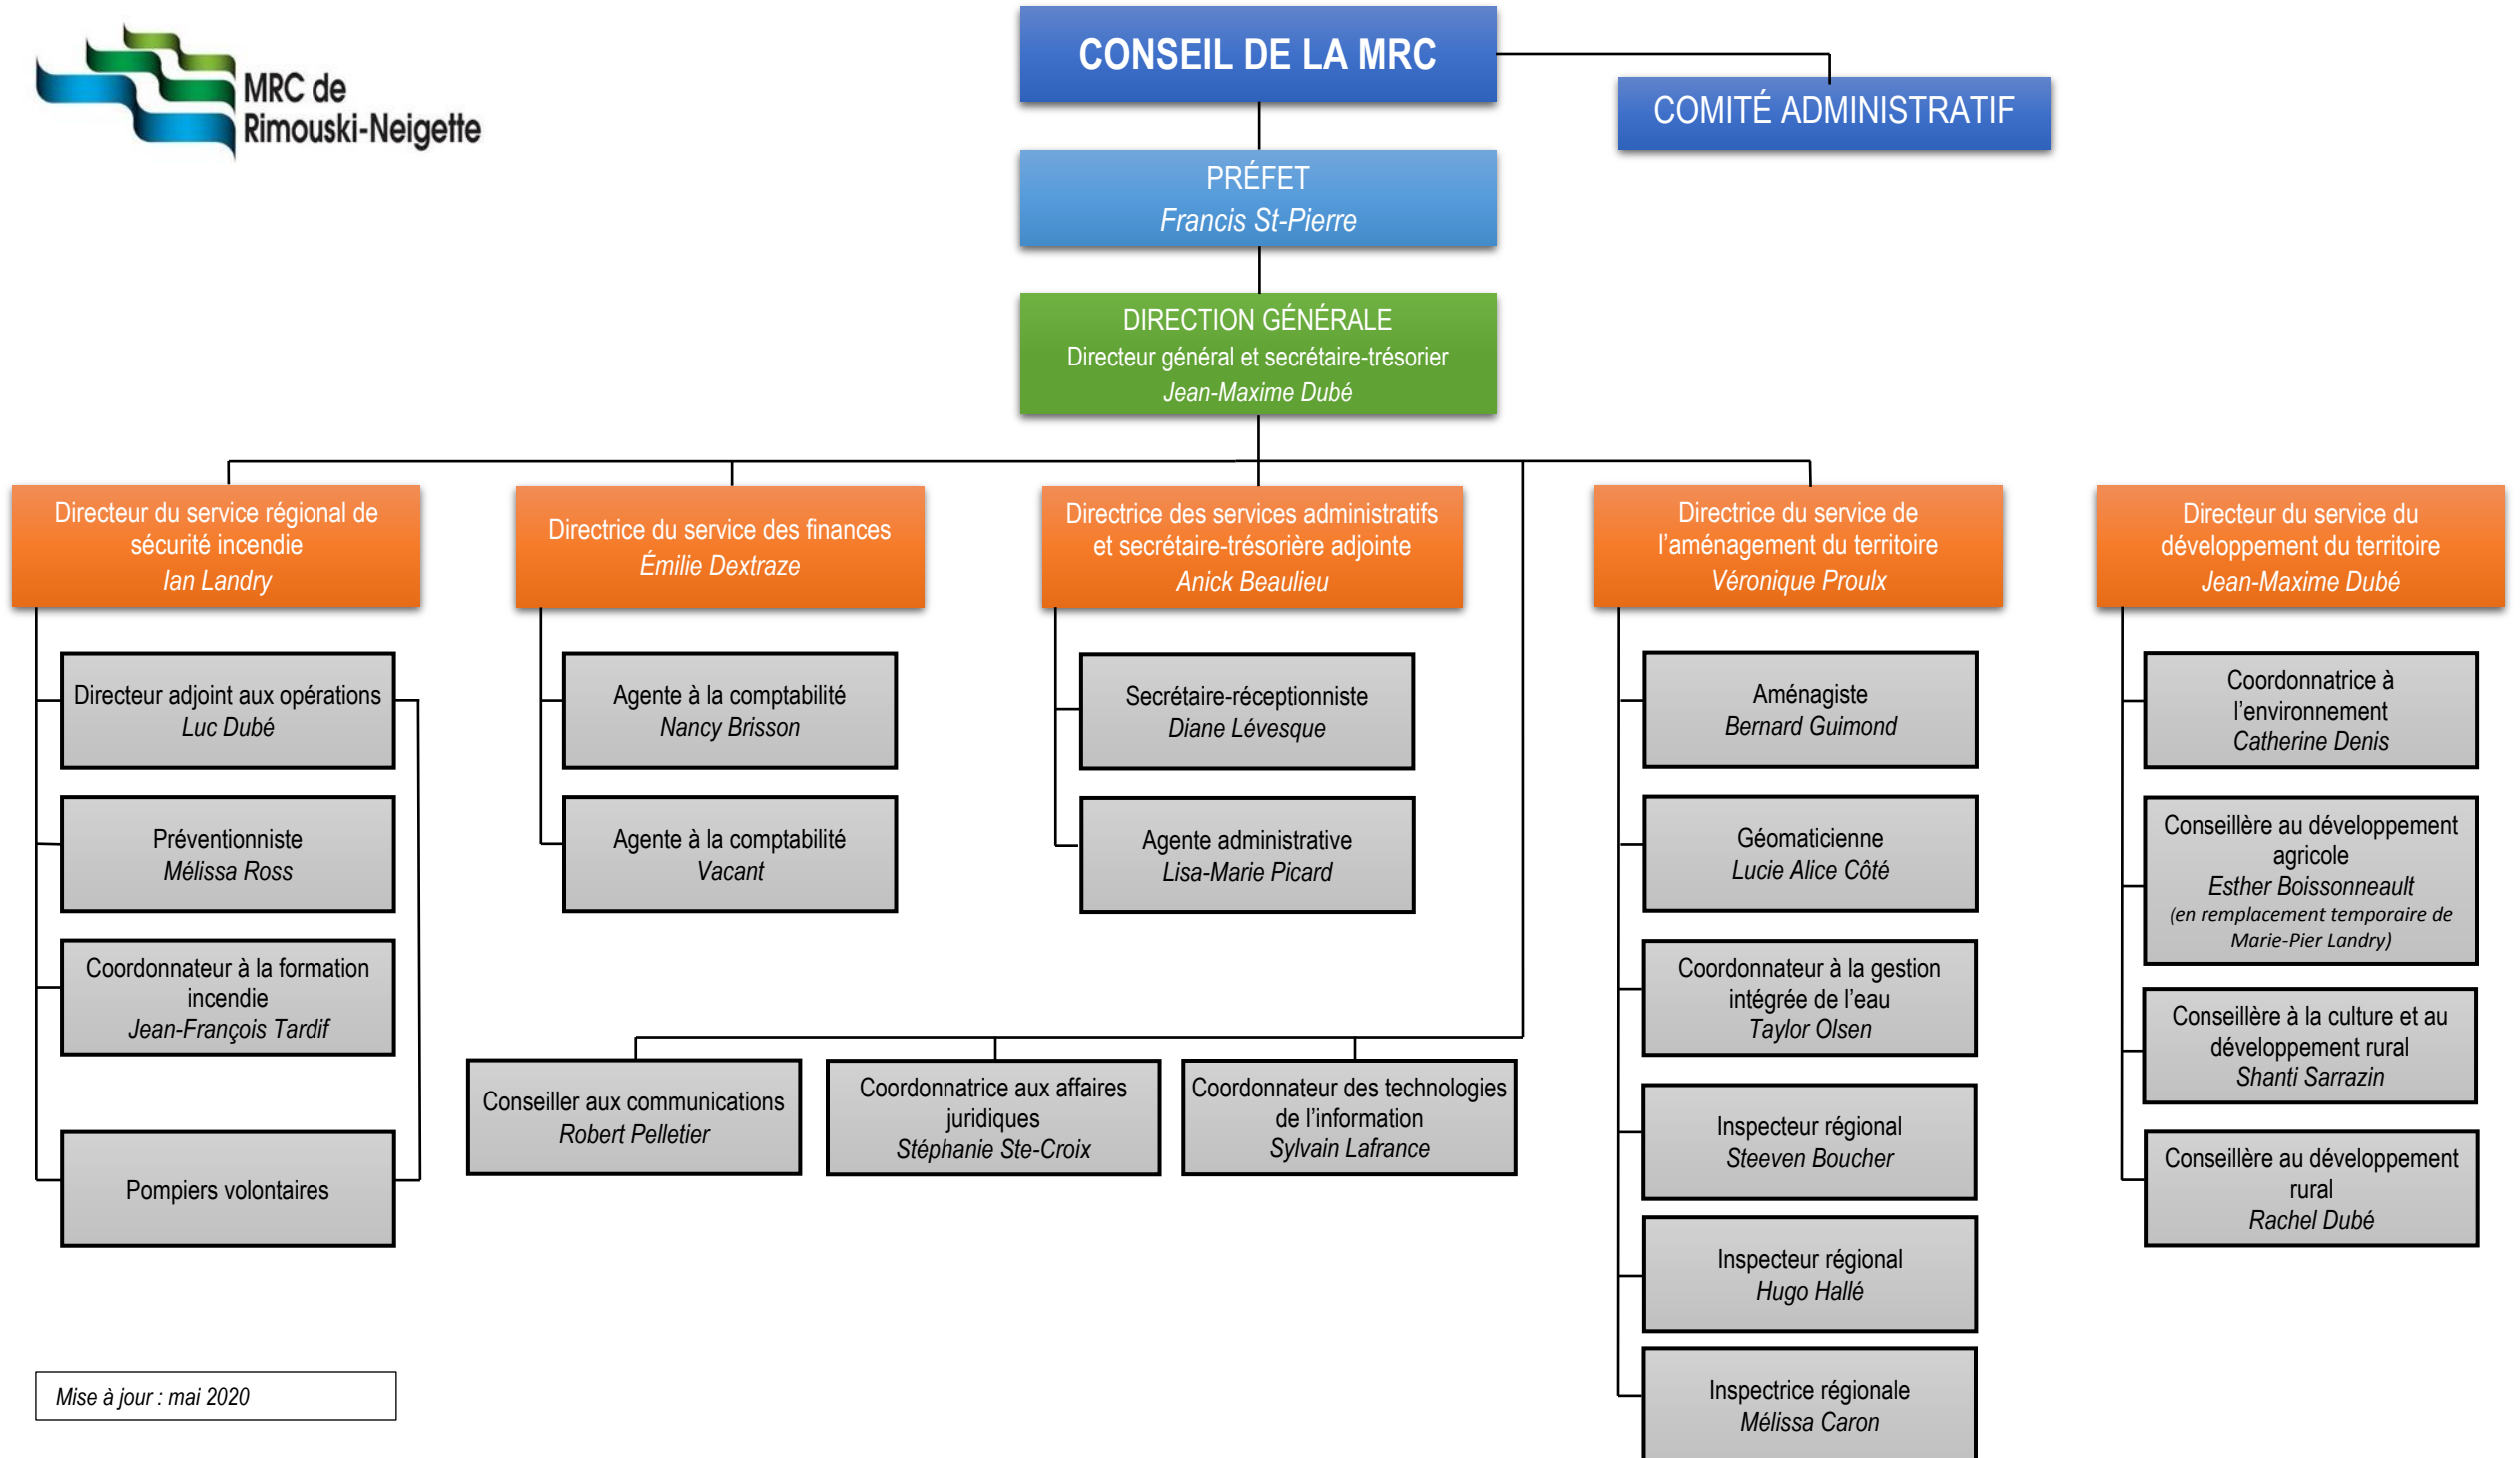 MRC de
Rimouski-Neigette
CONSEIL DE LA MRC
COMITÉ ADMINISTRATIF
PRÉFET
Francis St-Pierre
DIRECTION GÉNÉRALE
Directeur général et secrétaire-trésorier
Jean-Maxime Dubé
Directeur du service régional de
sécurité incendie
Ian Landry
Directeur adjoint aux opérations
Luc Dubé
Préventionniste
Mélissa Ross
Coordonnateur à la formation
incendie
Jean-François Tardif
Pompiers volontaires
Directrice du service des finances
Émilie Dextraze
Agente à la comptabilité
Nancy Brisson
Agente à la comptabilité
Vacant
Directrice des services administratifs
et secrétaire-trésorière adjointe
Anick Beaulieu
Secrétaire-réceptionniste
Diane Lévesque
Agente administrative
Lisa-Marie Picard
Conseiller aux communications
Robert Pelletier
Coordonnatrice aux affaires
juridiques
Stéphanie Ste-Croix
Coordonnateur des technologies
de l’information
Sylvain Lafrance
Directrice du service de
l’aménagement du territoire
Véronique Proulx
Aménagiste
Bernard Guimond
Géomaticienne
Lucie Alice Côté
Coordonnateur à la gestion
intégrée de l’eau
Taylor Olsen
Inspecteur régional
Steeven Boucher
Inspecteur régional
Hugo Hallé
Inspectrice régionale
Mélissa Caron
Directeur du service du
développement du territoire
Jean-Maxime Dubé
Coordonnatrice à
l’environnement
Catherine Denis
Conseillère au développement
agricole
Esther Boissonneault
(en remplacement temporaire de
Marie-Pier Landry)
Conseillère à la culture et au
développement rural
Shanti Sarrazin
Conseillère au développement
rural
Rachel Dubé
Mise à jour : mai 2020